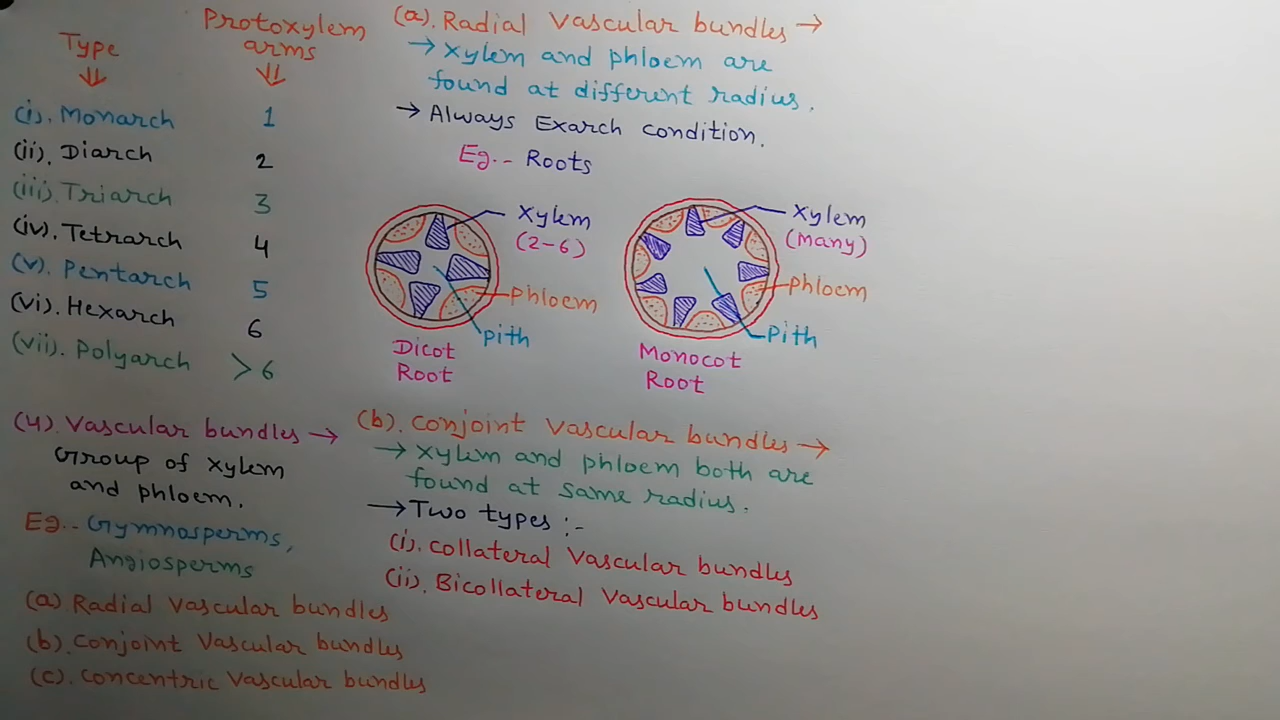 Type
Protoxylem
arms
(i). Monarch 1
(ii). Diarch 2
(iii). Triarch 3
(iv). Tetrarch 4
(v). Pentarch 5
(vi). Hexarch 6
(vii). Polyarch >6
(4). Vascular bundles →
Group of xylem
and phloem.
Eg.- Gymnosperms,
Angiosperms
(a). Radial Vascular bundles
(b). Conjoint Vascular bundles
(c). Concentric Vascular bundles
(a). Radial Vascular bundles →
→ Xylem and phloem are
found at different radius.
→ Always Exarch condition.
Eg.- Roots
Xylem
(2-6)
Phloem
Pith
Dicot
Root
Xylem
(many)
Phloem
Pith
Monocot
Root
(b). Conjoint Vascular bundles →
→ Xylem and phloem both are
found at same radius.
→ Two types :-
(i). Collateral Vascular bundles
(ii). Bicollateral Vascular bundles